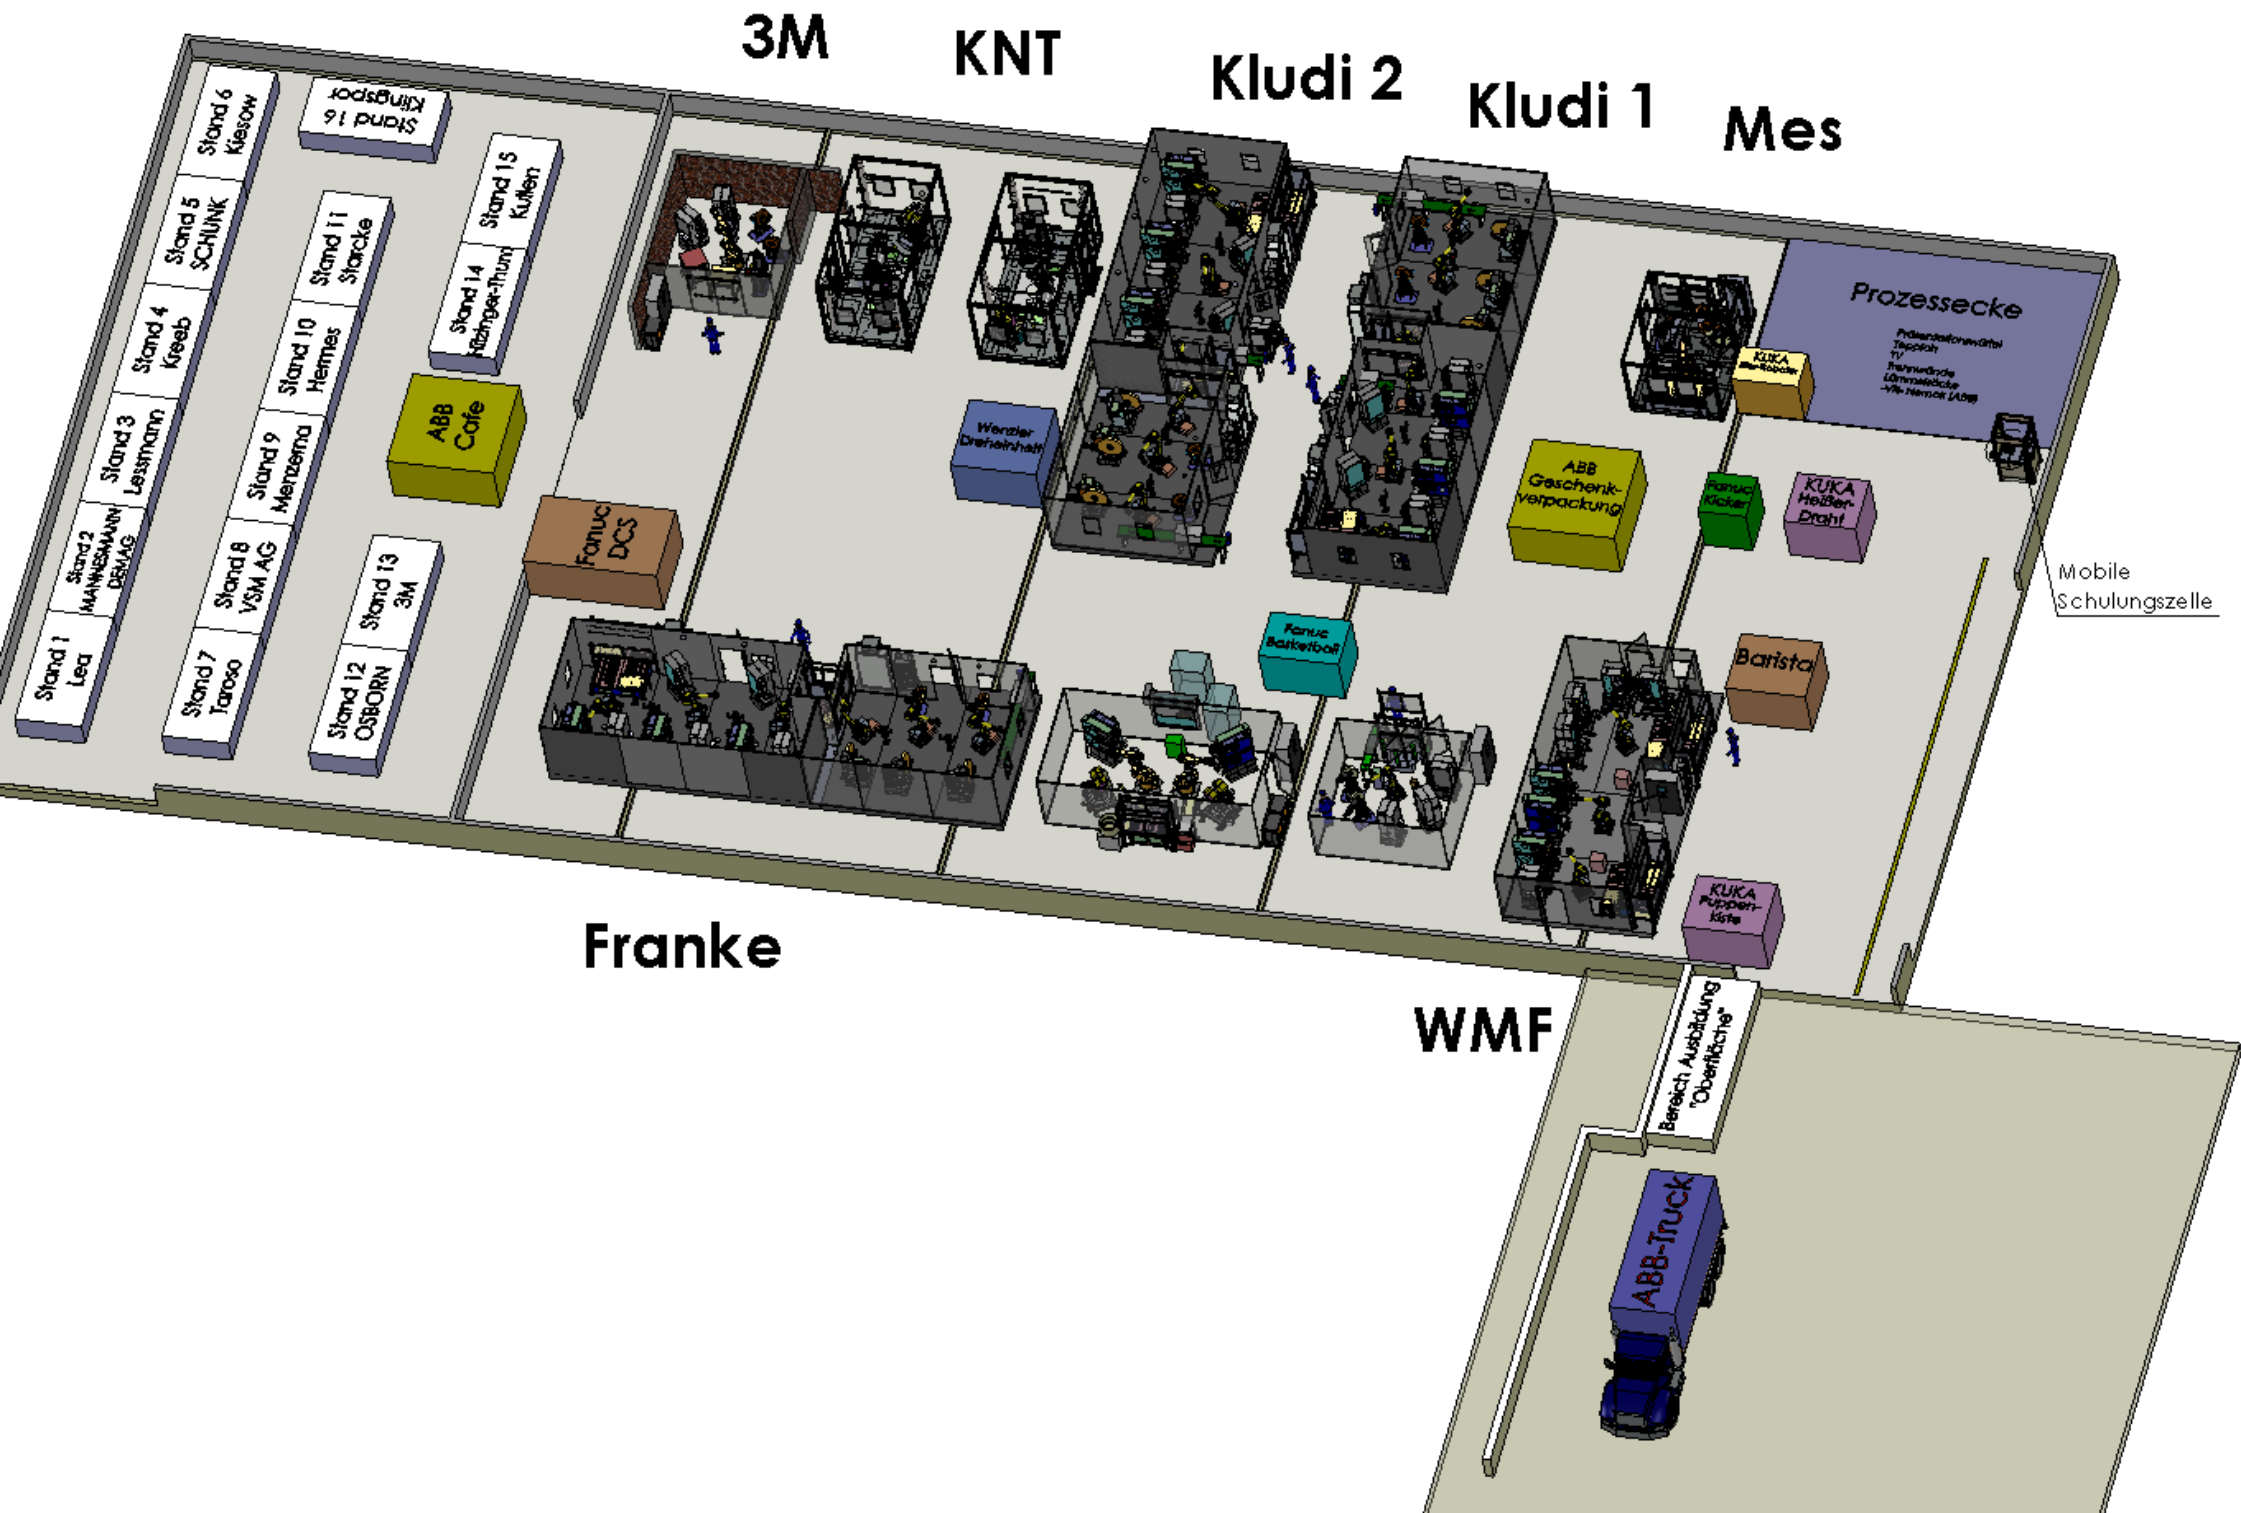 3M
KNT
Kludi 2
Kludi 1
Mes
Stand 6
Kiesow
Stand 16
Klingspor
Stand 5
SCHUNK
Stand 15
Kullen
Stand 11
Starcke
Stand 4
Kreeb
Stand 14
Hitzinger-Thum
Stand 10
Hermes
Stand 3
Lessmann
ABB
Cafe
Stand 9
Menzerna
Stand 2
MANNESMANN
DEMAG
Stand 8
VSM AG
Stand 13
3M
Stand 1
Lea
Stand 7
Taroso
Stand 12
OSBORN
Fanuc
DCS
Wenzler
Dreheinheit
Prozessecke
TV
KUKA
ABB
Geschenk-
verpackung
Fanuc
Kicker
KUKA
Heißer-
Draht
Mobile
Schulungszelle
Fanuc
Basketball
Barista
KUKA
Puppen-
kiste
Franke
WMF
Bereich Ausbildung
"Oberfläche"
ABB-Truck